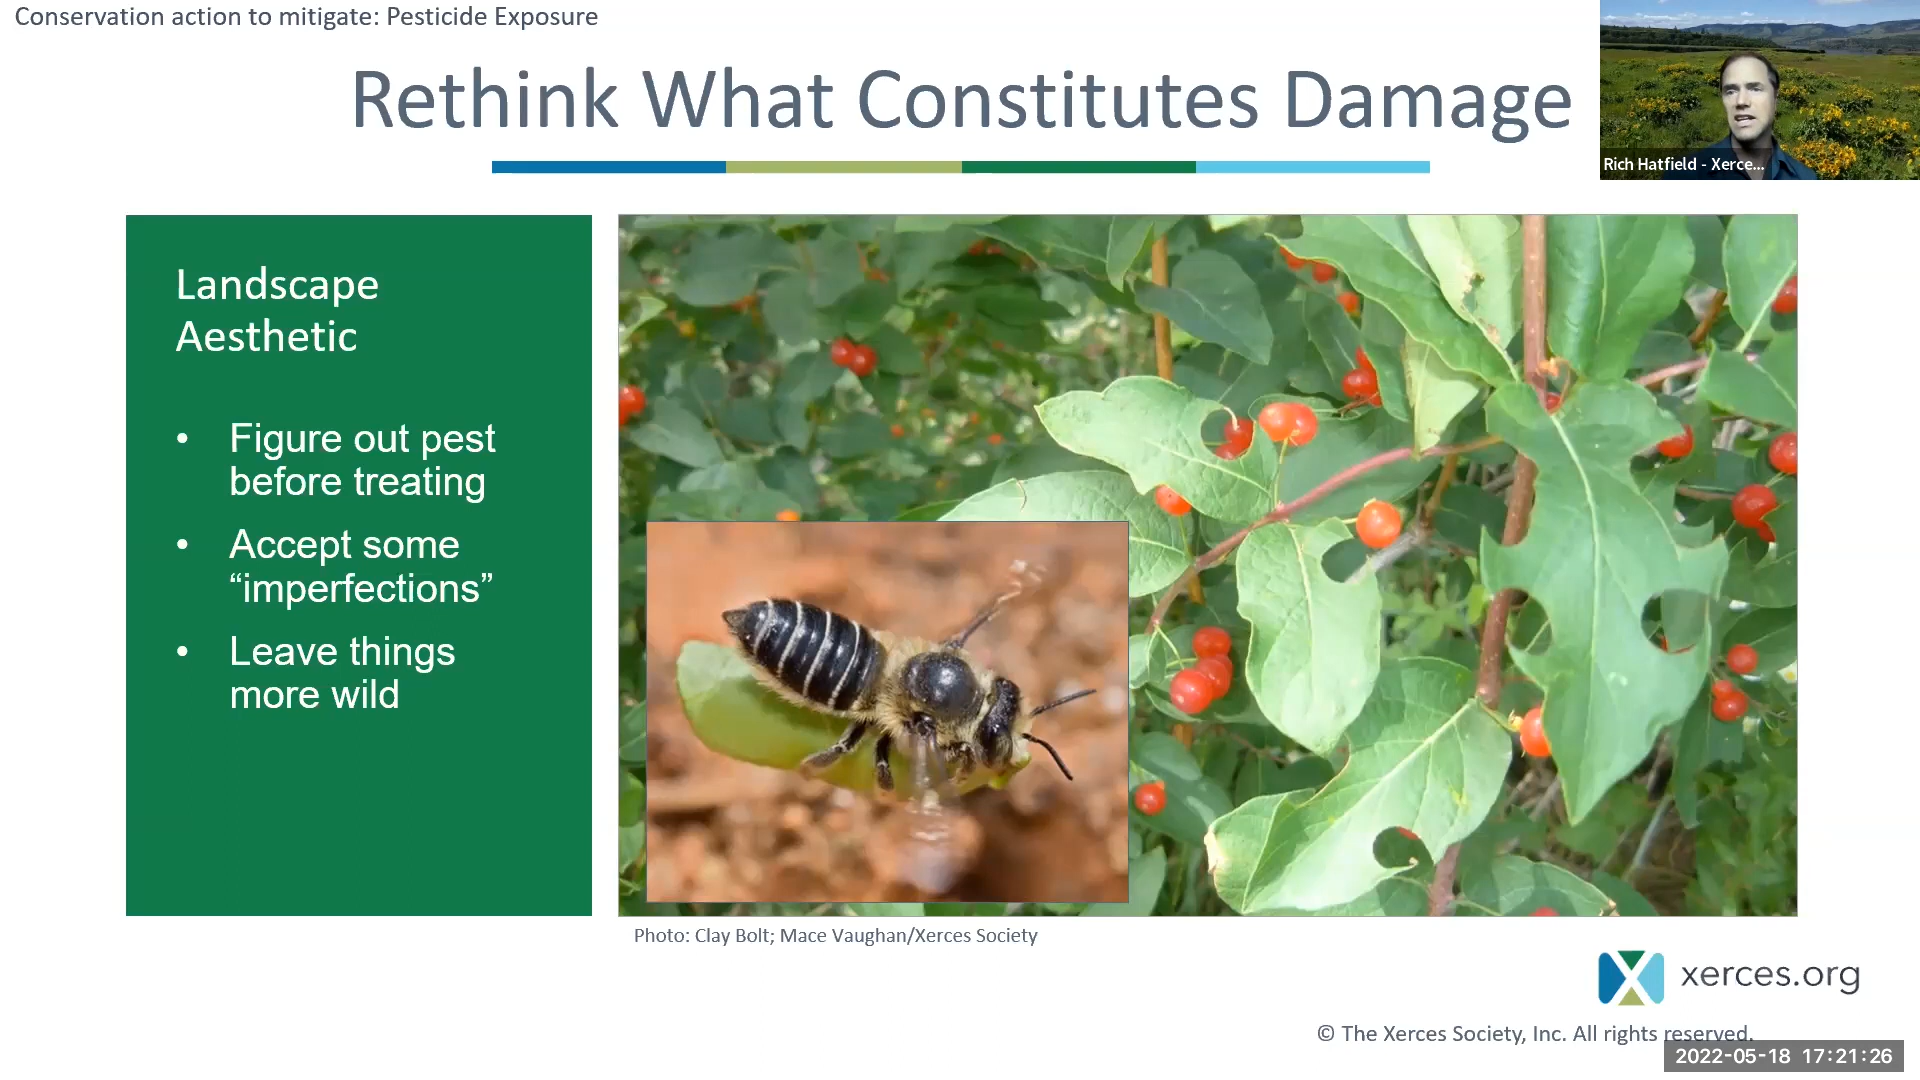 Conservation action to mitigate: Pesticide Exposure
Rethink What Constitutes Damage
Rich Hatfield - Xerce...
Landscape
Aesthetic
• Figure out pest
before treating
• Accept some
“imperfections”
• Leave things
more wild
Photo: Clay Bolt; Mace Vaughan/Xerces Society
xerces.org
© The Xerces Society, Inc. All rights reserved.
2022-05-18 17:21:26